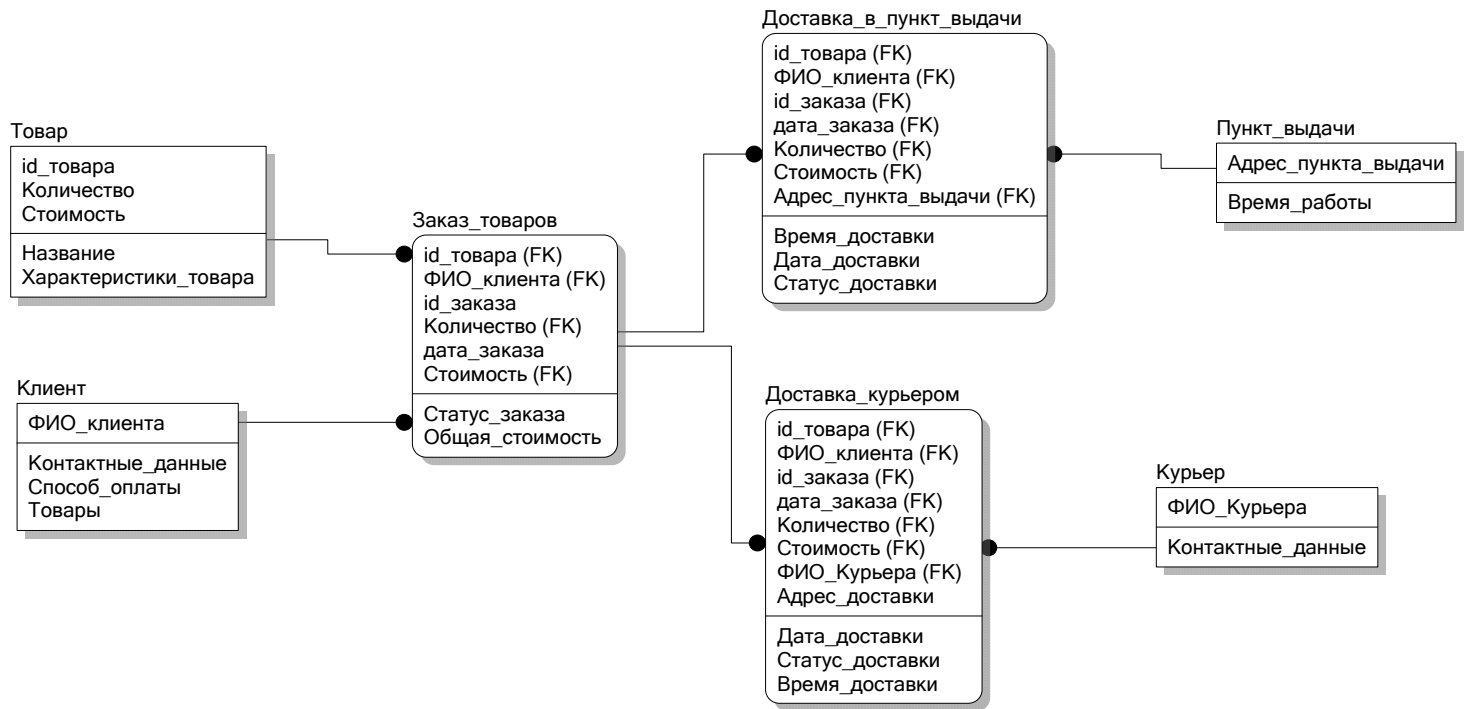 Товар
id_товара
Количество
Стоимость
Название
Характеристики_товара
Клиент
ФИО_клиента
Контактные_данные
Способ_оплаты
Товары
Заказ_товаров
id_товара (FK)
ФИО_клиента (FK)
id_заказа
Количество (FK)
дата_заказа
Стоимость (FK)
Статус_заказа
Общая_стоимость
Доставка_в_пункт_выдачи
id_товара (FK)
ФИО_клиента (FK)
id_заказа (FK)
дата_заказа (FK)
Количество (FK)
Стоимость (FK)
Адрес_пункта_выдачи (FK)
Время_доставки
Дата_доставки
Статус_доставки
Доставка_курьером
id_товара (FK)
ФИО_клиента (FK)
id_заказа (FK)
дата_заказа (FK)
Количество (FK)
Стоимость (FK)
ФИО_Курьера (FK)
Адрес_доставки
Дата_доставки
Статус_доставки
Время_доставки
Пункт_выдачи
Адрес_пункта_выдачи
Время_работы
Курьер
ФИО_Курьера
Контактные_данные